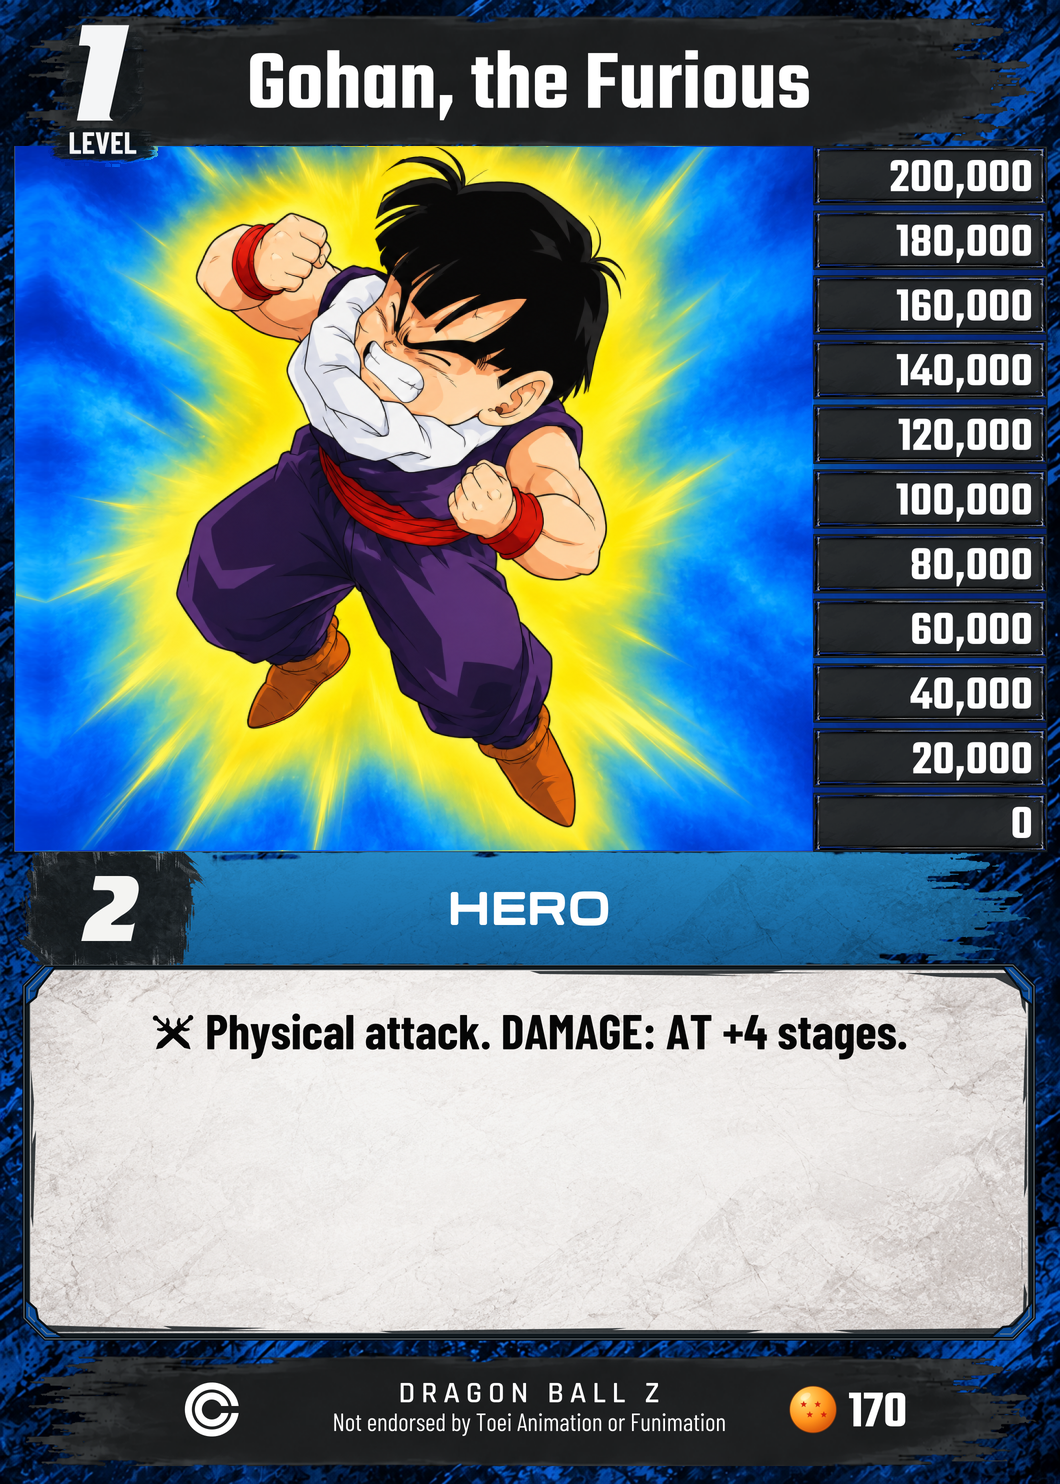 1
LEVEL
Gohan, the Furious
200,000
180,000
160,000
140,000
120,000
100,000
80,000
60,000
40,000
20,000
0
2
HERO
Physical attack. DAMAGE: AT +4 stages.
DRAGON BALL Z
Not endorsed by Toei Animation or Funimation
170